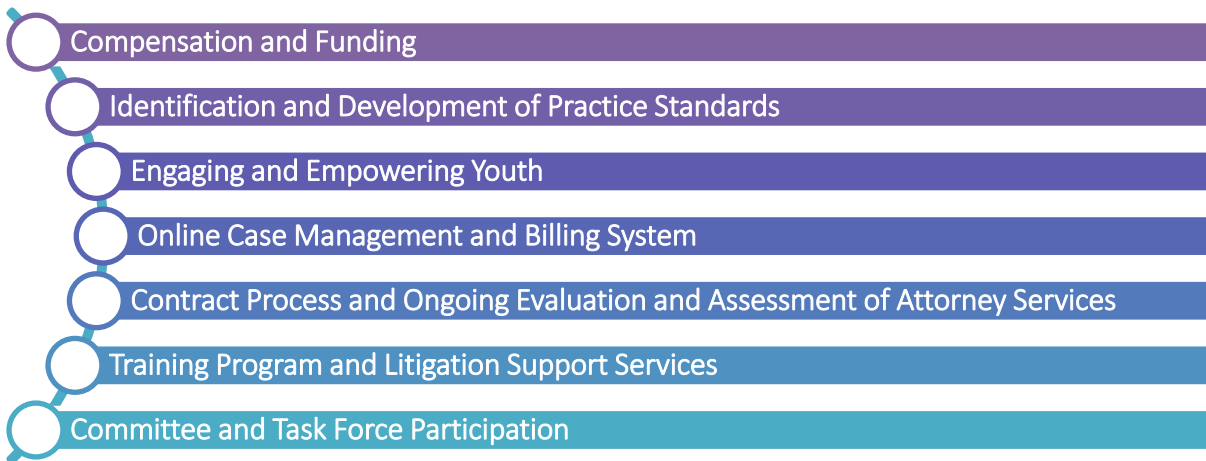 Compensation and Funding
Identification and Development of Practice Standards
Engaging and Empowering Youth
Online Case Management and Billing System
Contract Process and Ongoing Evaluation and Assessment of Attorney Services
Training Program and Litigation Support Services
Committee and Task Force Participation